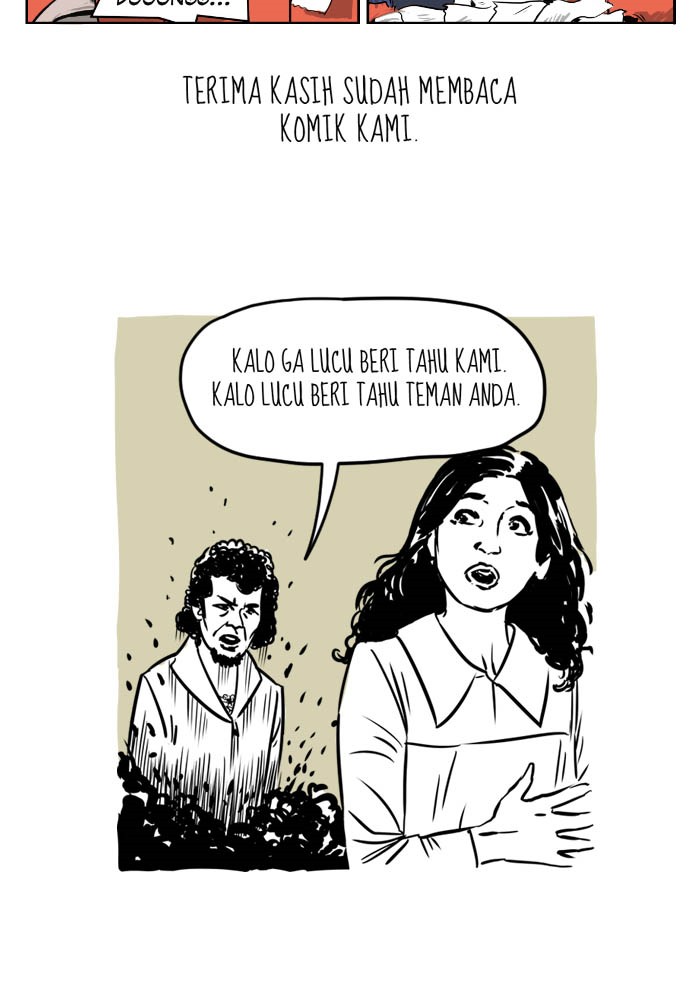 TERIMA KASIH SUDAH MEMBACA
KOMIK KAMI.
KALO GA LUCU BERI TAHU KAMI.
KALO LUCU BERI TAHU TEMAN ANDA.